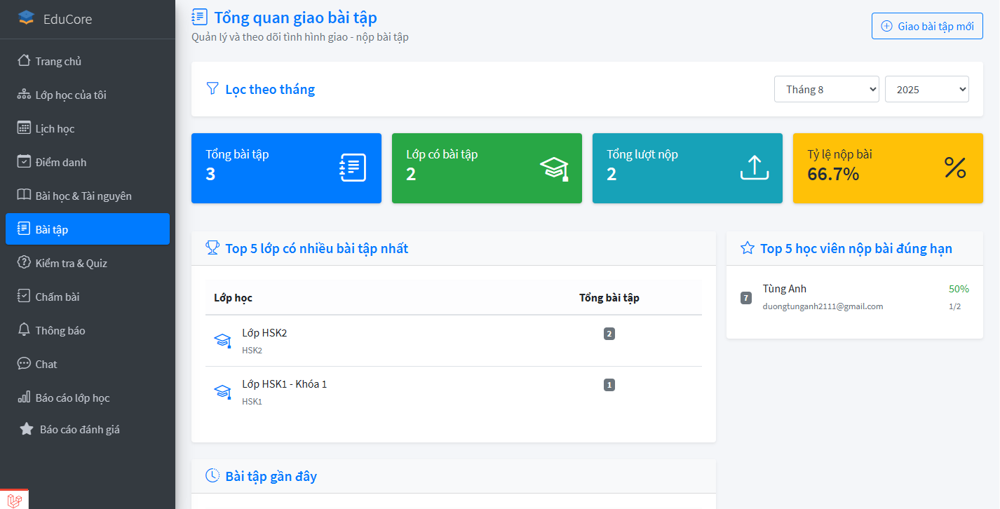 EduCore
Trang chủ
Lớp học của tôi
Lịch học
Điểm danh
Bài học & Tài nguyên
Bài tập
Kiểm tra & Quiz
Chấm bài
Thông báo
Chat
Báo cáo lớp học
Báo cáo đánh giá
Tổng quan giao bài tập
Quản lý và theo dõi tình hình giao - nộp bài tập
Giao bài tập mới
Lọc theo tháng
Tháng 8
2025
Tổng bài tập
3
Lớp có bài tập
2
Tổng lượt nộp
2
Tỷ lệ nộp bài
66.7%
Top 5 lớp có nhiều bài tập nhất
Lớp học Tổng bài tập
Lớp HSK2 2
HSK2
Lớp HSK1 - Khóa 1 1
HSK1
Top 5 học viên nộp bài đúng hạn
7 Tùng Anh 50%
duongtunganh2111@gmail.com 1/2
Bài tập gần đây